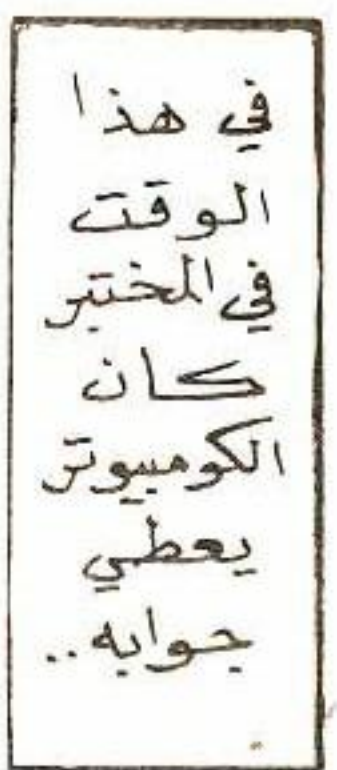 في هذا
الوقت
في المختبر
كان
الكومبيوتر
يعطي
جوابه..